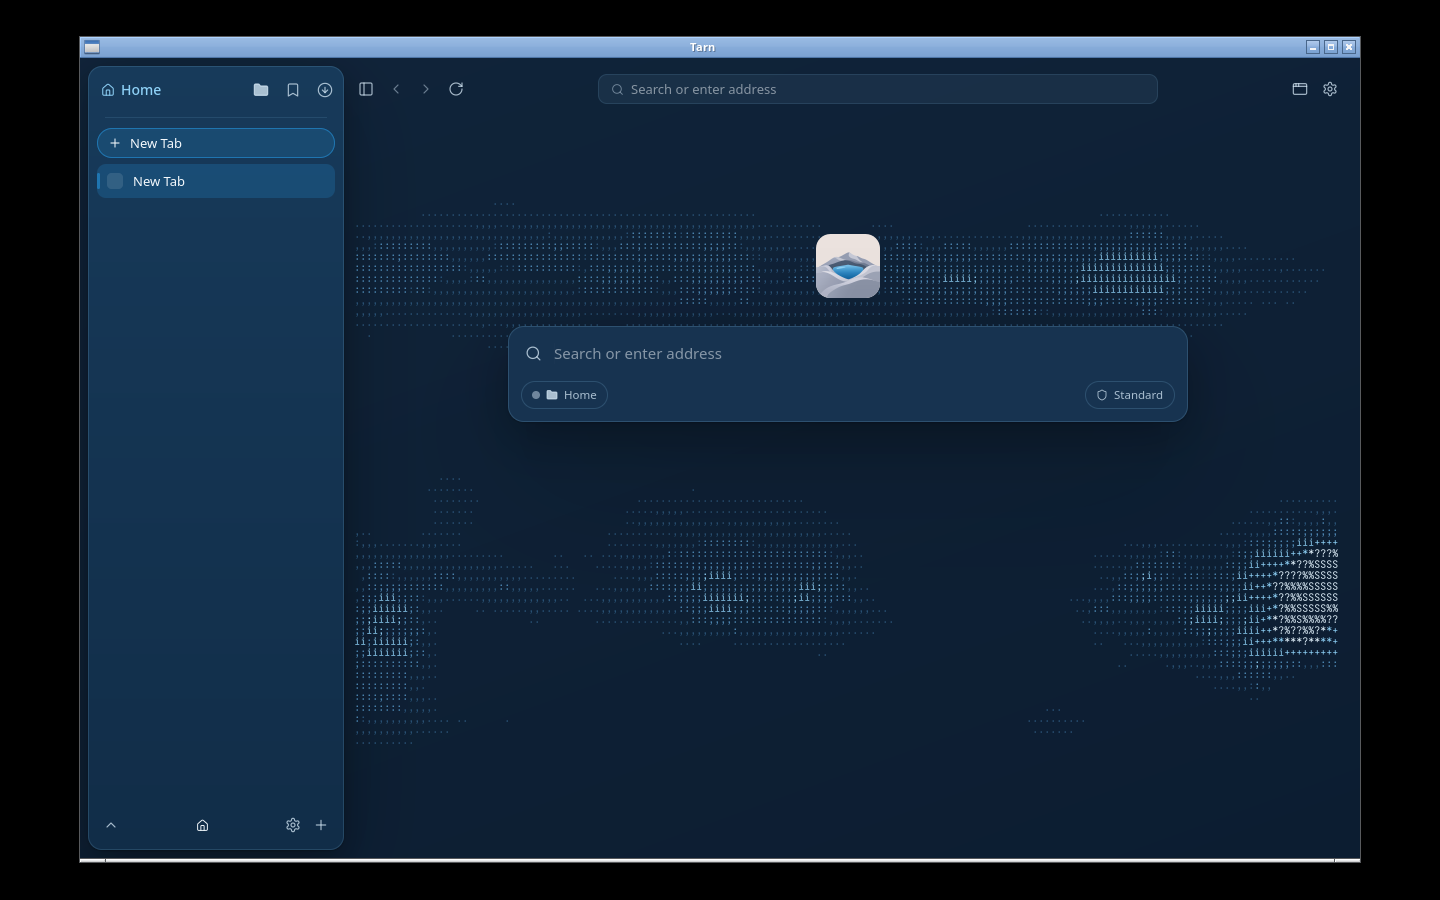 Tarn
Home
Search or enter address
New Tab
New Tab
Search or enter address
Home
Standard